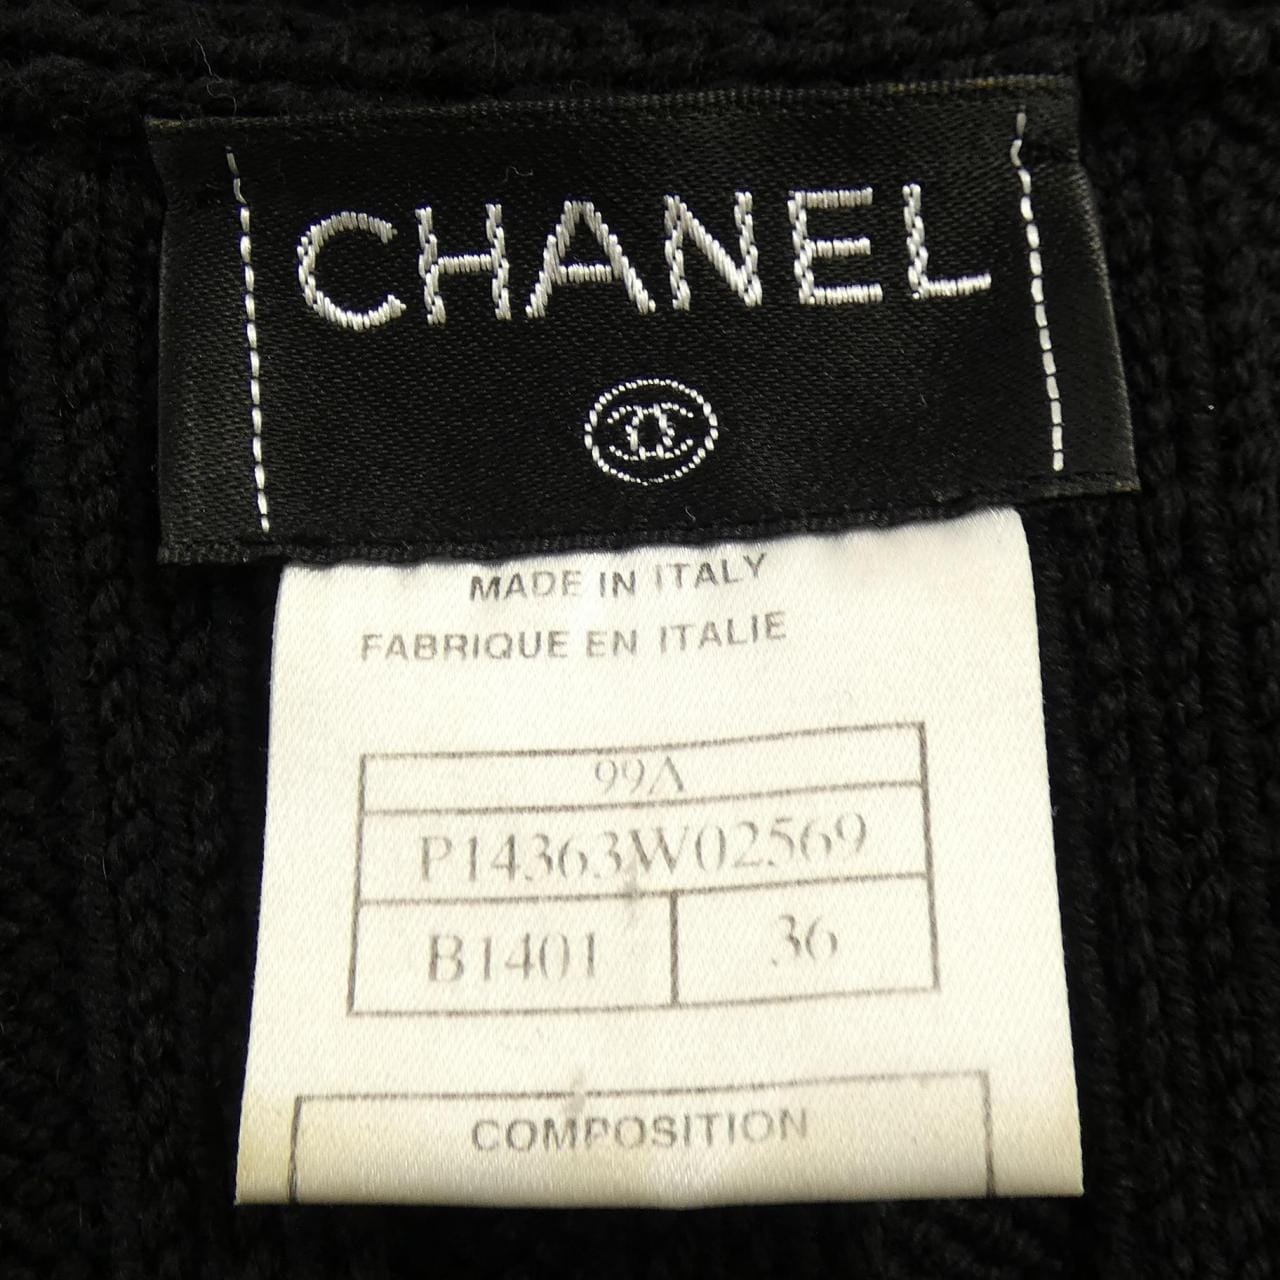 CHANEL
MADE IN ITALY
FABRIQUE EN ITALIE
99A
P14363W02569
B1401 36
COMPOSITION